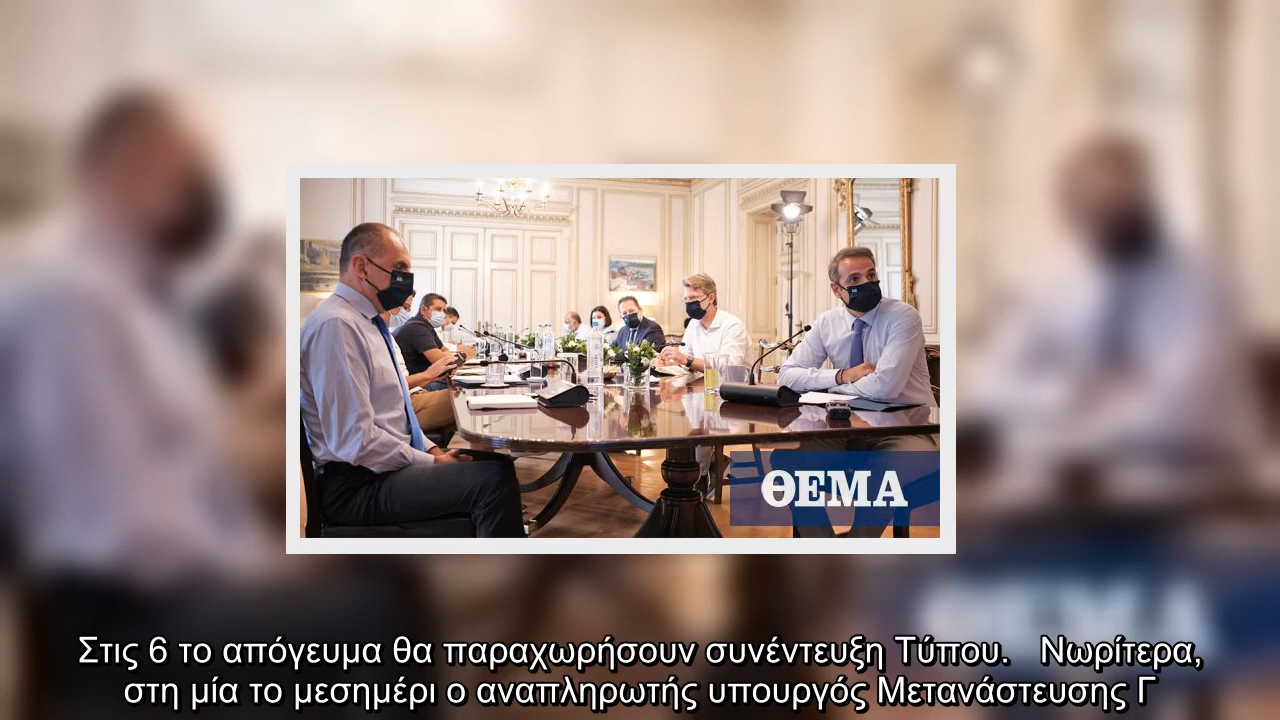 ΘΕΜΑ
Στις 6 το απόγευμα θα παραχωρήσουν συνέντευξη Τύπου. Νωρίτερα,
στη μία το μεσημέρι ο αναπληρωτής υπουργός Μετανάστευσης Γ